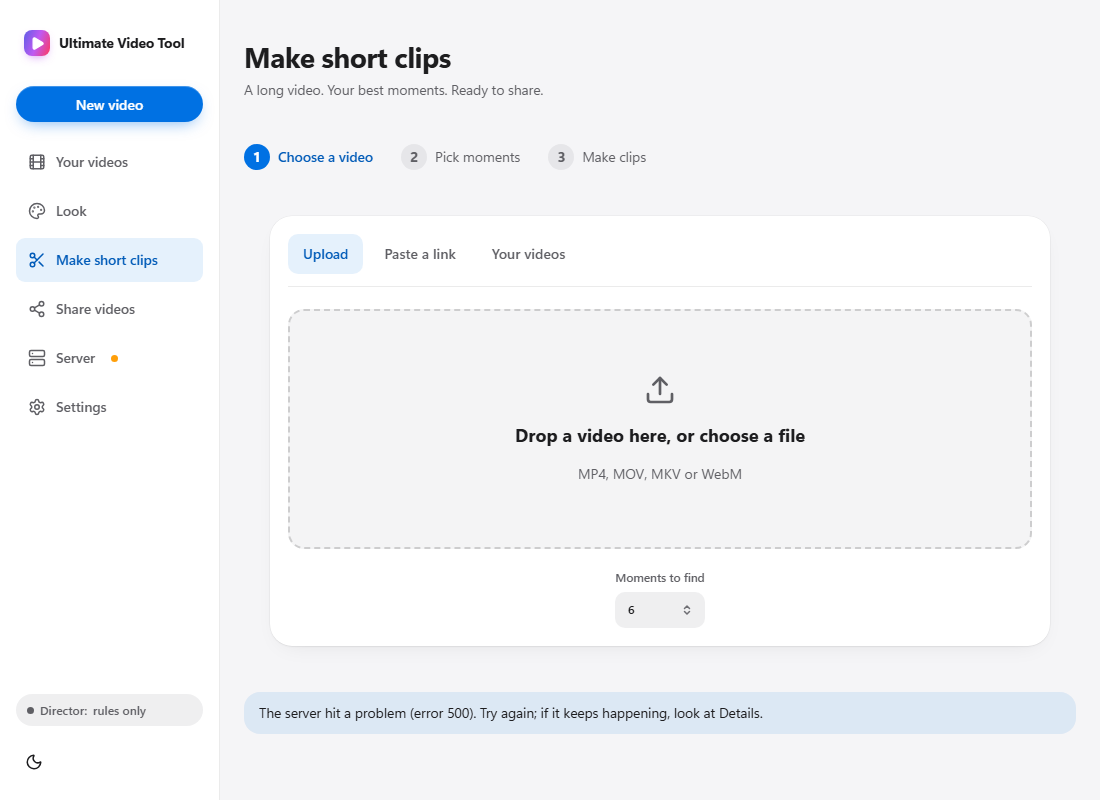 Ultimate Video Tool
New video
Your videos
Look
Make short clips
Share videos
Server
Settings
Director: rules only
Make short clips
A long video. Your best moments. Ready to share.
1 Choose a video 2 Pick moments 3 Make clips
Upload Paste a link Your videos
Drop a video here, or choose a file
MP4, MOV, MKV or WebM
Moments to find
6
The server hit a problem (error 500). Try again; if it keeps happening, look at Details.